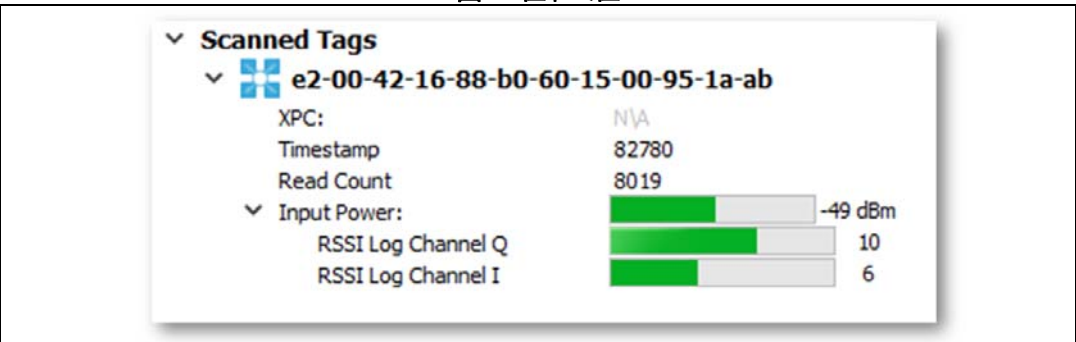 Scanned Tags
e2-00-42-16-88-b0-60-15-00-95-1a-ab
XPC: N\A
Timestamp 82780
Read Count 8019
Input Power: -49 dBm
RSSI Log Channel Q 10
RSSI Log Channel I 6